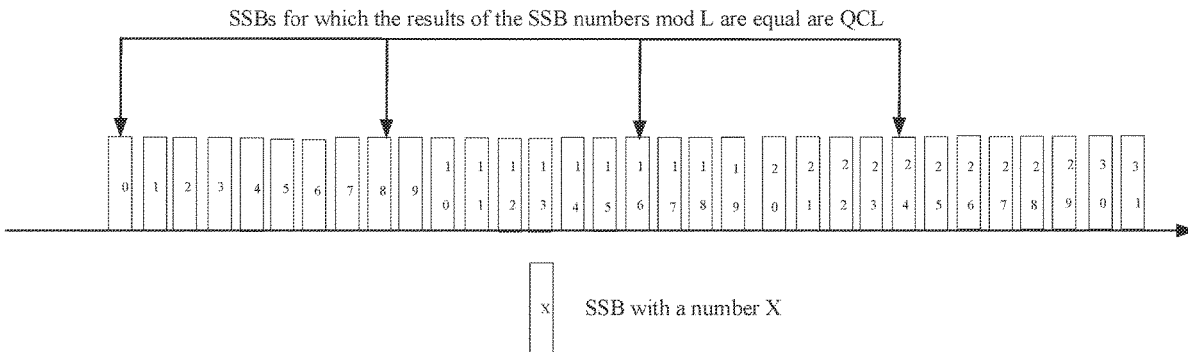 SSBs for which the results of the SSB numbers mod L are equal are QCL
0 1 2 3 4 5 6 7 8 9 10 11 12 13 14 15 16 17 18 19 20 21 22 23 24 25 26 27 28 29 30 31
X SSB with a number X